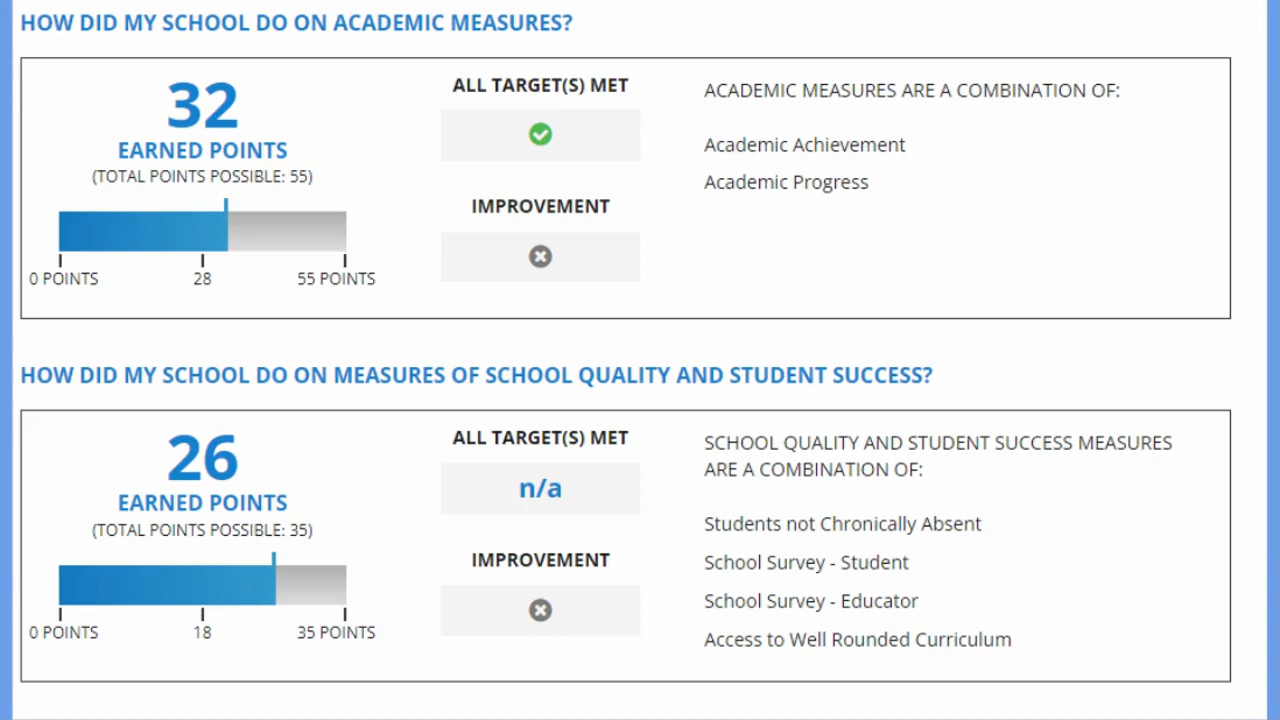 HOW DID MY SCHOOL DO ON ACADEMIC MEASURES?
32
EARNED POINTS
(TOTAL POINTS POSSIBLE: 55)
0 POINTS
28
55 POINTS
ALL TARGET(S) MET
IMPROVEMENT
ACADEMIC MEASURES ARE A COMBINATION OF:
Academic Achievement
Academic Progress
HOW DID MY SCHOOL DO ON MEASURES OF SCHOOL QUALITY AND STUDENT SUCCESS?
26
EARNED POINTS
(TOTAL POINTS POSSIBLE: 35)
0 POINTS
18
35 POINTS
ALL TARGET(S) MET
n/a
IMPROVEMENT
SCHOOL QUALITY AND STUDENT SUCCESS MEASURES
ARE A COMBINATION OF:
Students not Chronically Absent
School Survey - Student
School Survey - Educator
Access to Well Rounded Curriculum